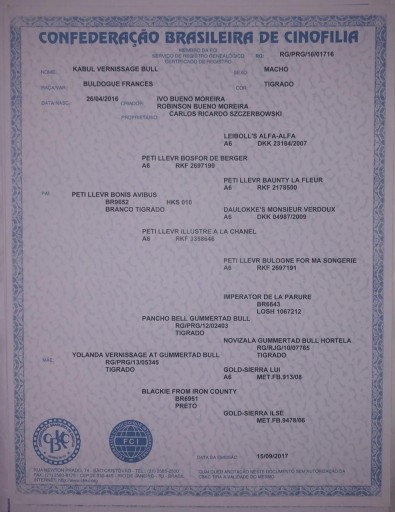 CONFEDERAÇÃO BRASILEIRA DE CINOFILIA
MEMBRO DA FCI
SERVIÇO DE REGISTRO GENEALÓGICO
CERTIFICADO DE REGISTRO
RG RG/PRG/16/01716
NOME: KABUL VERNISSAGE BULL SEXO: MACHO
RAÇA/VAR: BULDOGUE FRANCES COR: TIGRADO
DATA NASC: 26/04/2016 CRIADOR: IVO BUENO MOREIRA
ROBINSON BUENO MOREIRA
PROPRIETÁRIO: CARLOS RICARDO SZCZERBOWSKI
LEIBOLL'S ALFA-ALFA
A6 DKK 23184/2007
PETI LLEVR BOSFOR DE BERGER
A6 RKF 2697190
PETI LLEVR BAUNTY LA FLEUR
A6 RKF 2178500
PAI: PETI LLEVR BONIS AVIBUS
BR9652 HKS 010
BRANCO TIGRADO
DAULOKKE'S MONSIEUR VERDOUX
A6 DKK 04987/2009
PETI LLEVR ILLUSTRE A LA CHANEL
A6 RKF 3358646
PETI LLEVR BULOGNE FOR MA SONGERIE
A6 RKF 2697191
IMPERATOR DE LA PARURE
BR6643
LOSH 1067212
PANCHO BELL GUMMERTAD BULL
RG/PRG/12/02403
TIGRADO
NOVIZALA GUMMERTAD BULL HORTELA
RG/RJG/10/07765
TIGRADO
MÃE: YOLANDA VERNISSAGE AT GUMMERTAD BULL
RG/PRG/13/05345
TIGRADO
GOLD-SIERRA LUI
A6 MET.FB.913/08
BLACKIE FROM IRON COUNTY
BR6951
PRETO
GOLD-SIERRA ILSE
MET.FB.9478/06
CBKC
FCI
DATA DA EMISSÃO 15/09/2017
QUALQUER ANOTAÇÃO NESTE DOCUMENTO SEM AUTORIZAÇÃO DA